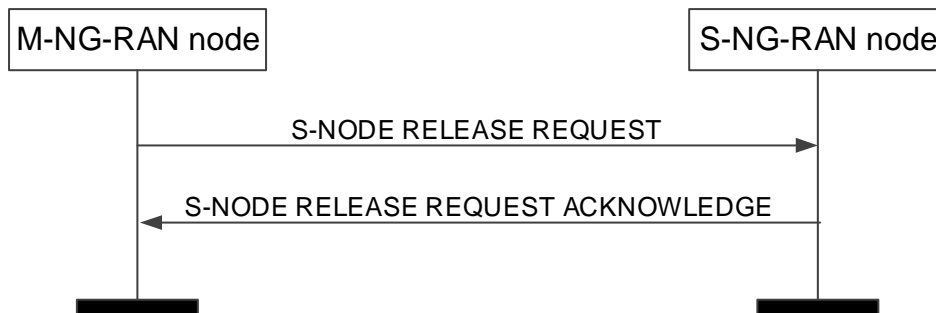 M-NG-RAN node
S-NG-RAN node
S-NODE RELEASE REQUEST
S-NODE RELEASE REQUEST ACKNOWLEDGE